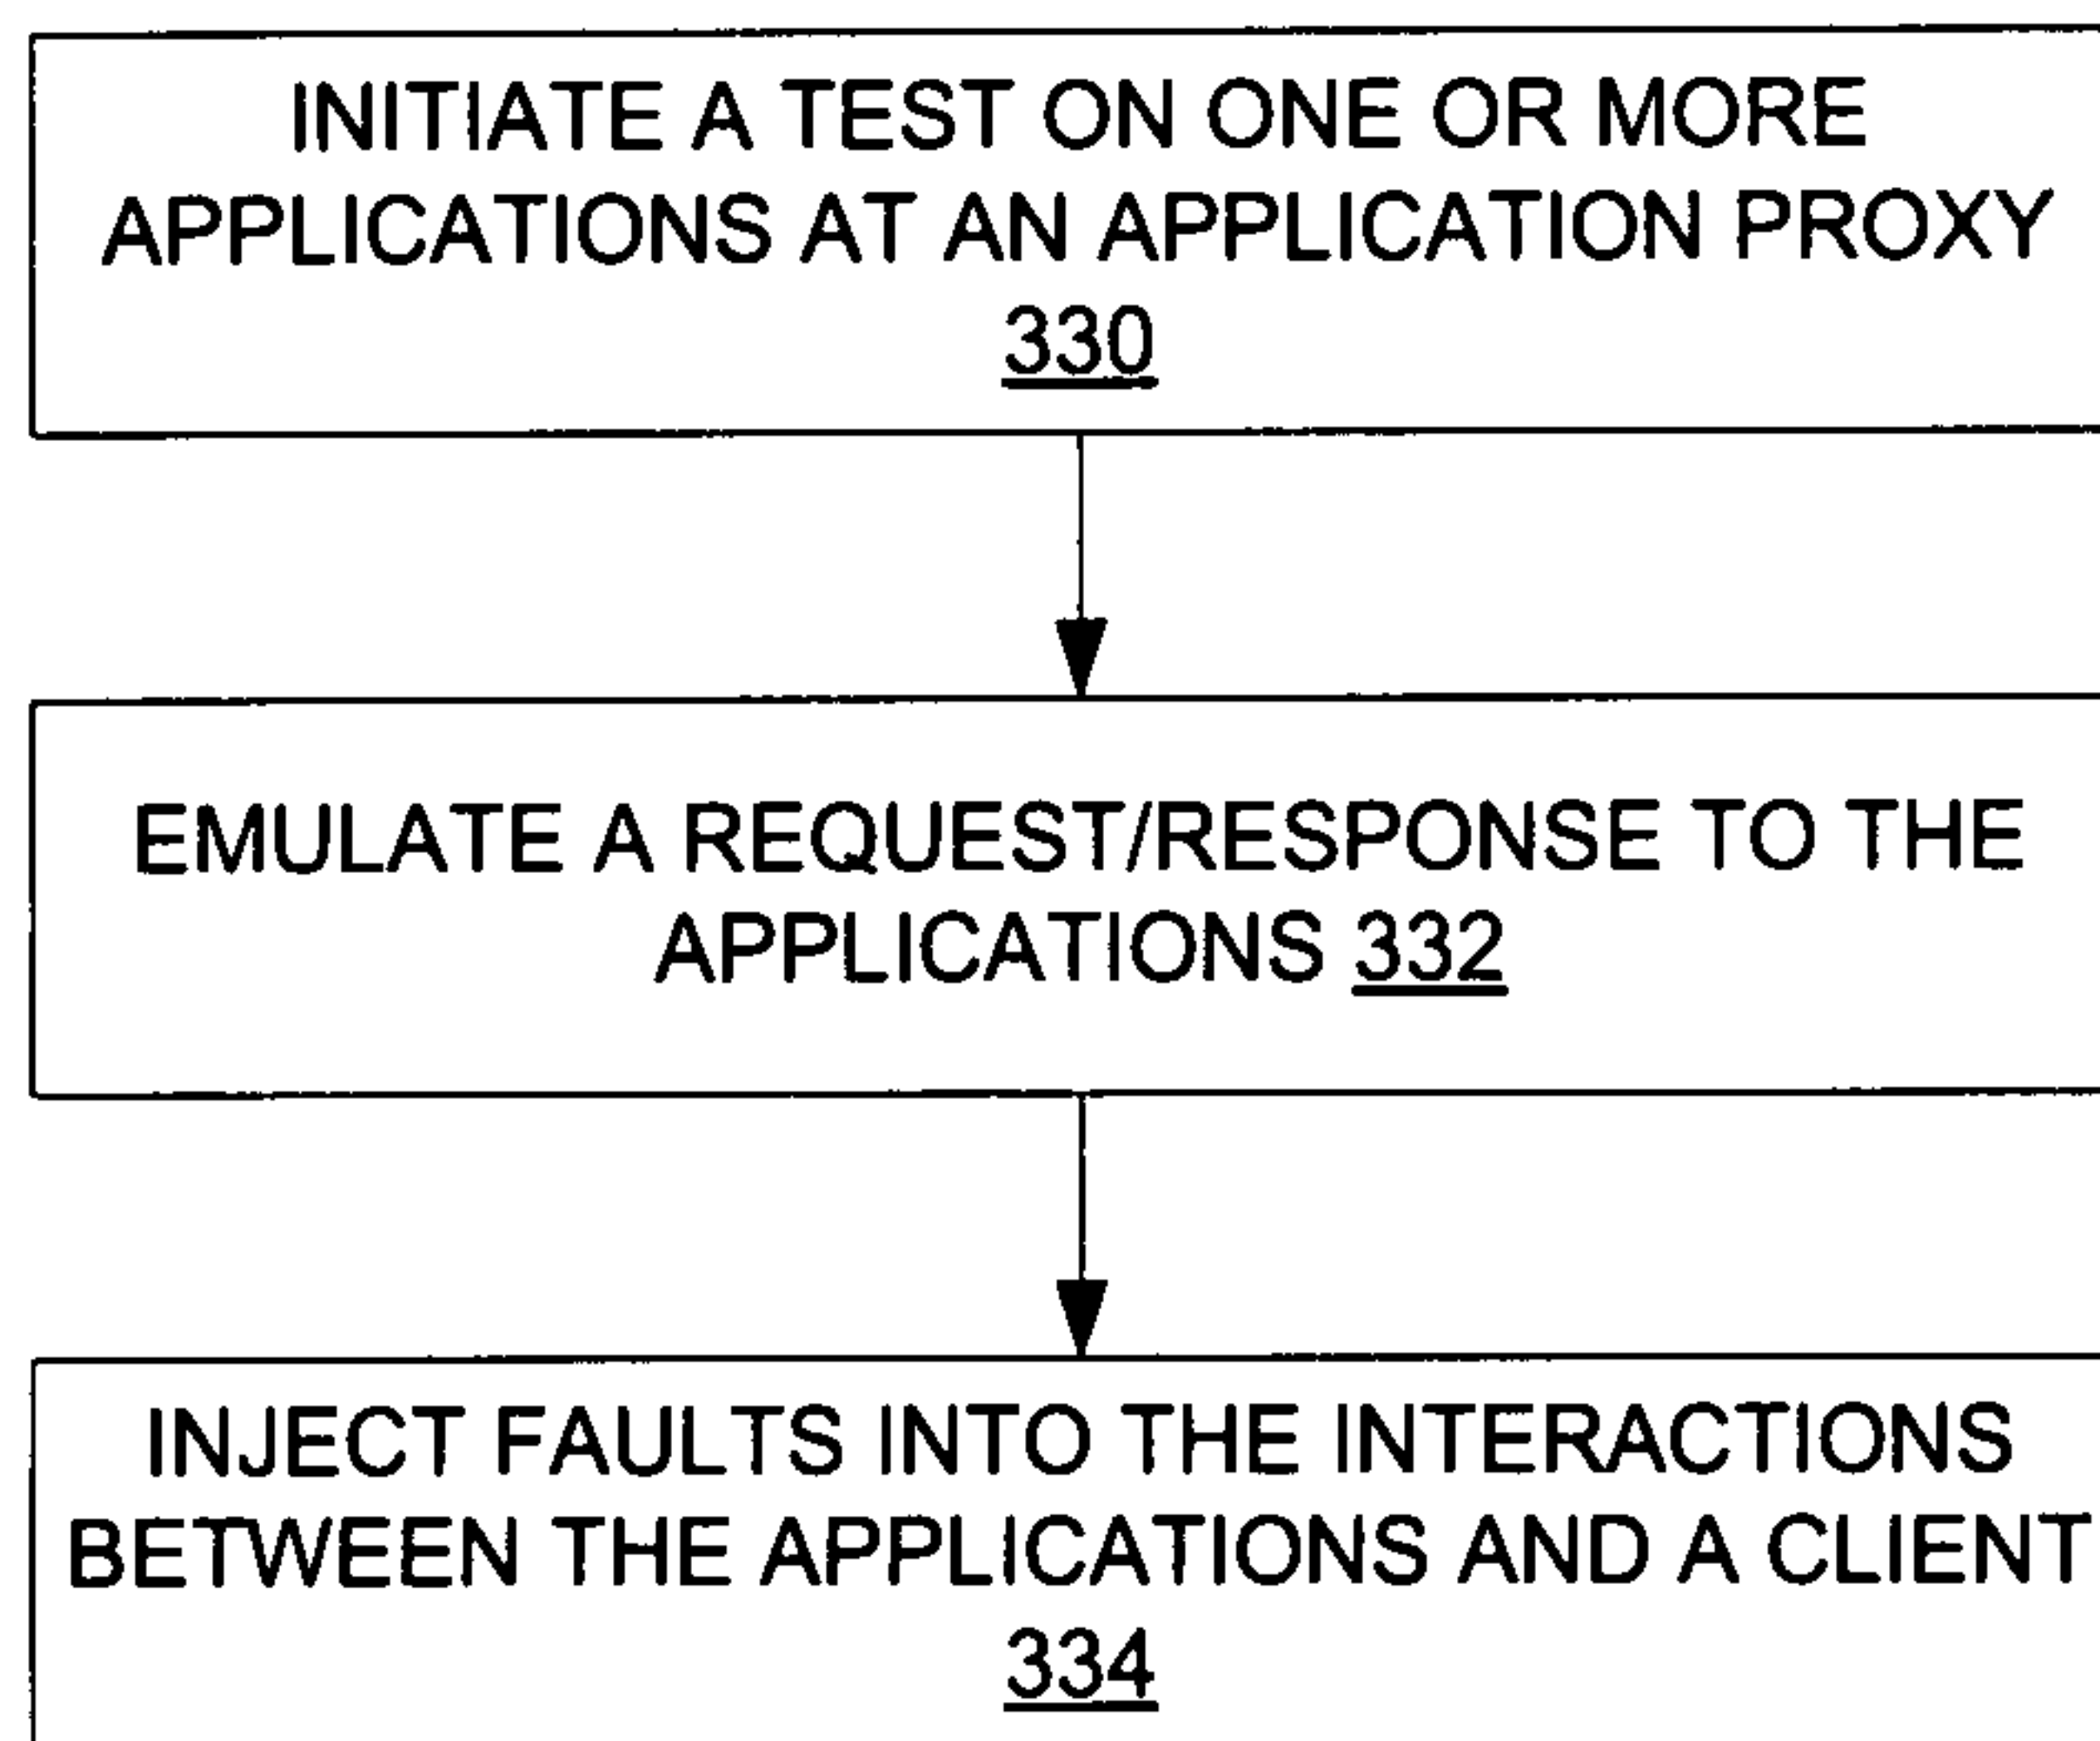 INITIATE A TEST ON ONE OR MORE
APPLICATIONS AT AN APPLICATION PROXY
330
EMULATE A REQUEST/RESPONSE TO THE
APPLICATIONS 332
INJECT FAULTS INTO THE INTERACTIONS
BETWEEN THE APPLICATIONS AND A CLIENT
334